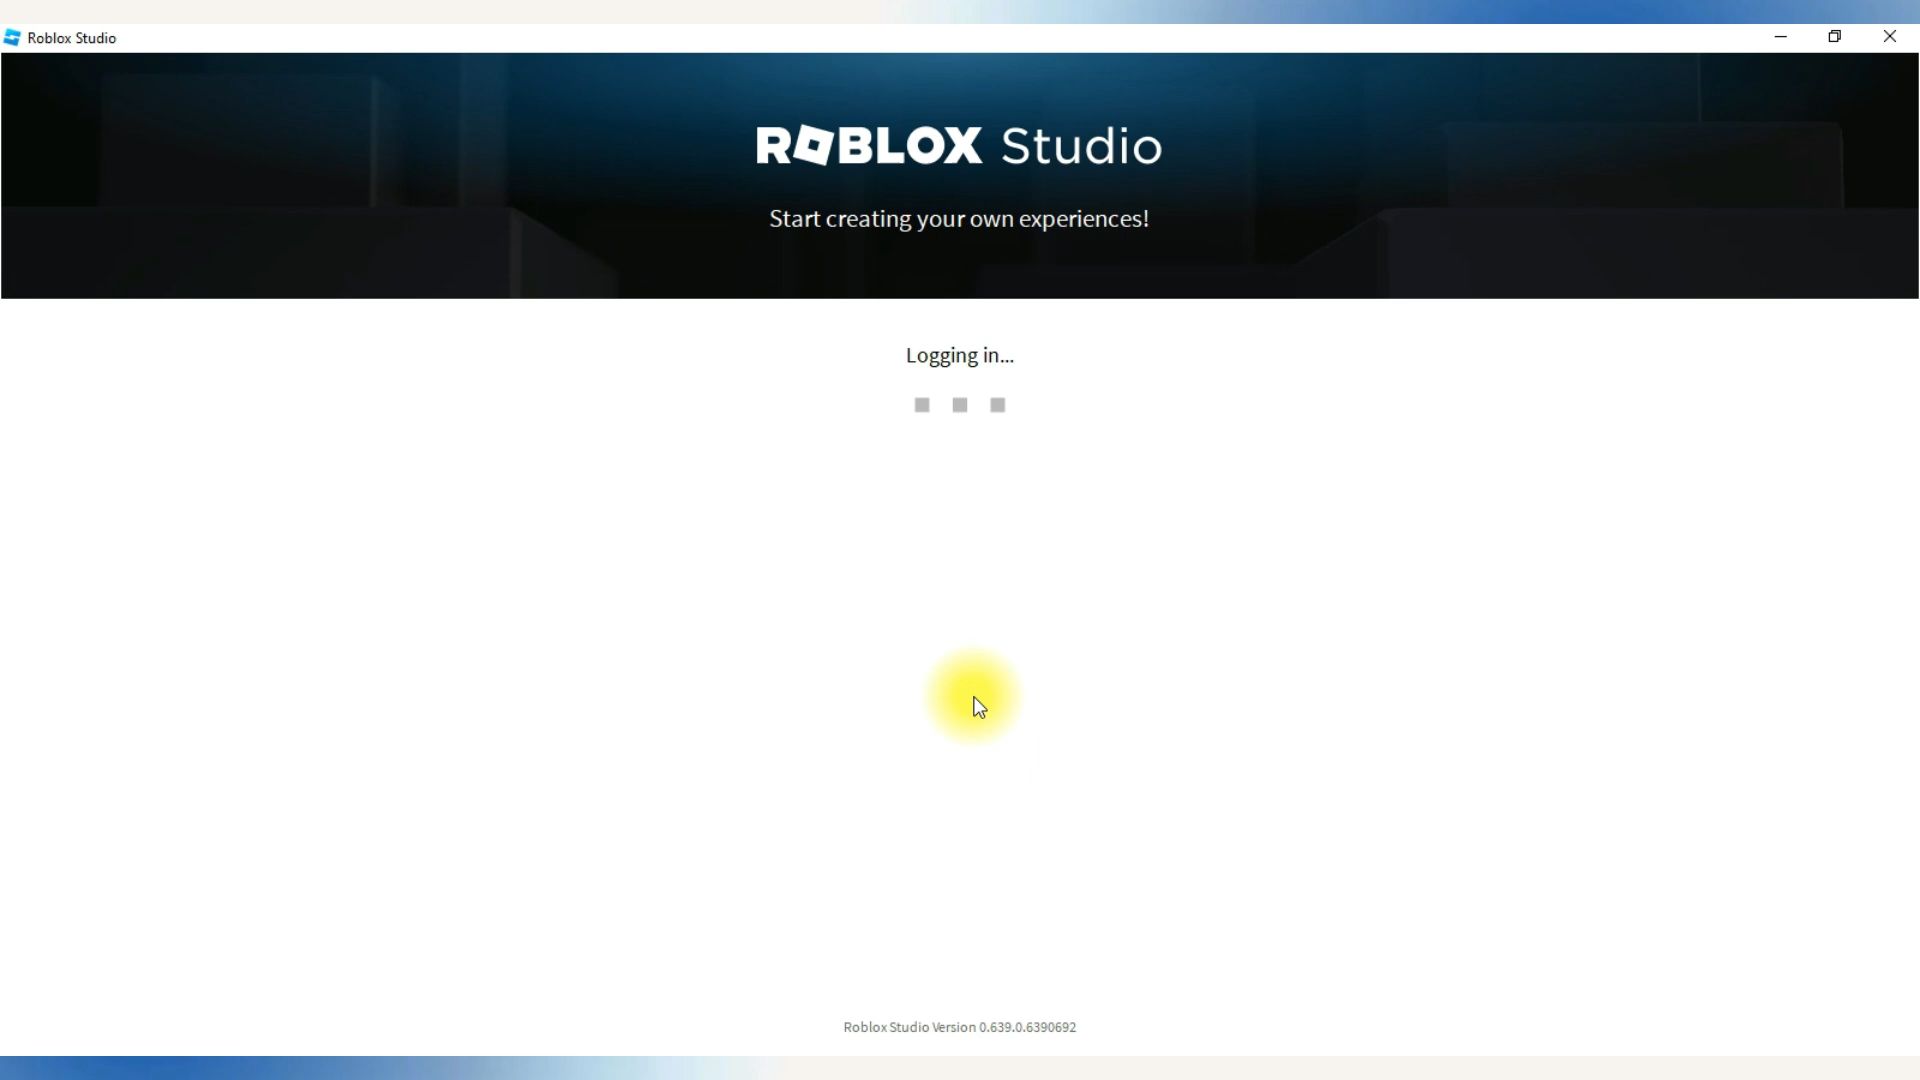 Roblox Studio
ROBLOX Studio
Start creating your own experiences!
Logging in...
Roblox Studio Version 0.639.0.6390692